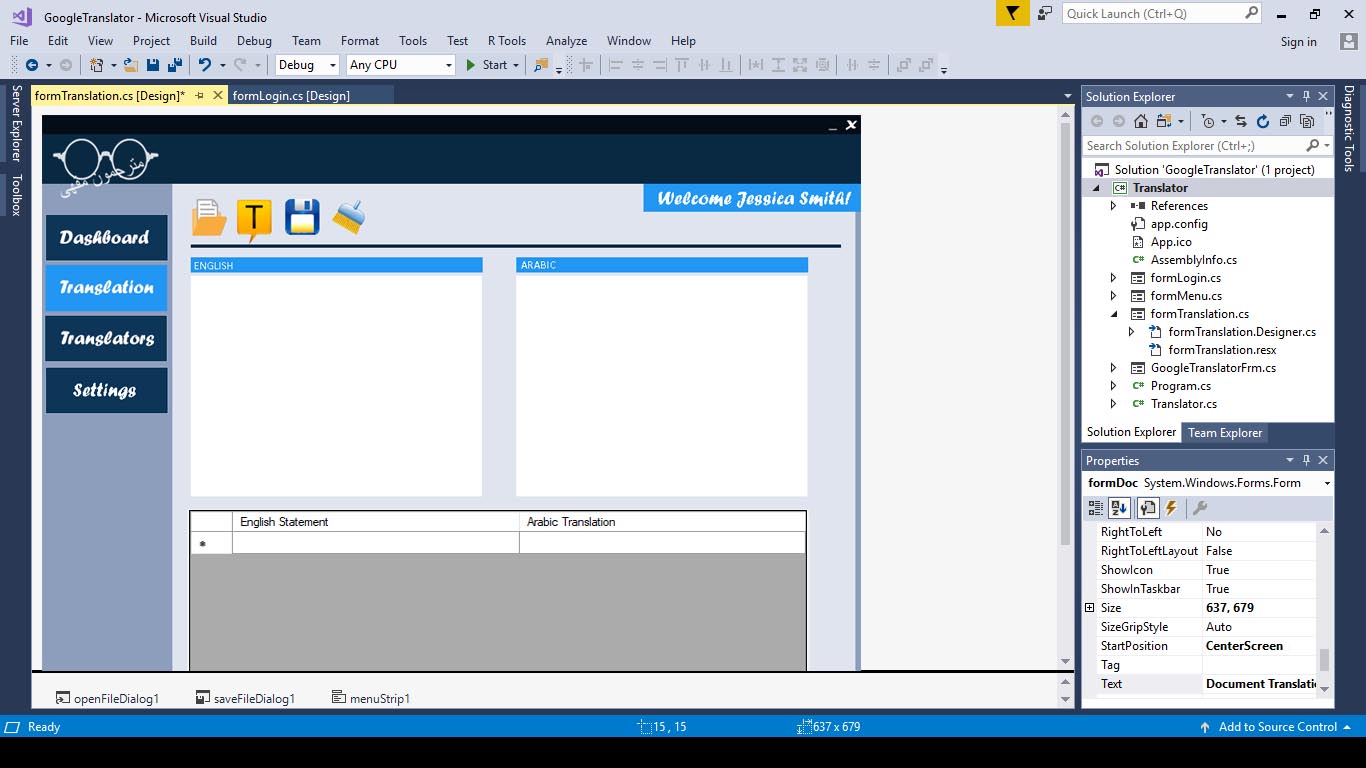 GoogleTranslator - Microsoft Visual Studio
Quick Launch (Ctrl+Q)
File Edit View Project Build Debug Team Format Tools Test R Tools Analyze Window Help
Sign in
Debug Any CPU Start
Server Explorer
Toolbox
formTranslation.cs [Design]* formLogin.cs [Design]
مترجمون
Welcome Jessica Smith!
T
Dashboard
Translation
Translators
Settings
ENGLISH ARABIC
English Statement Arabic Translation
openFileDialog1 saveFileDialog1 menuStrip1
Solution Explorer
Search Solution Explorer (Ctrl+;)
Solution 'GoogleTranslator' (1 project)
C# Translator
References
app.config
App.ico
C# AssemblyInfo.cs
formLogin.cs
formMenu.cs
formTranslation.cs
formTranslation.Designer.cs
formTranslation.resx
GoogleTranslatorFrm.cs
C# Program.cs
C# Translator.cs
Solution Explorer Team Explorer
Properties
formDoc System.Windows.Forms.Form
RightToLeft No
RightToLeftLayout False
ShowIcon True
ShowInTaskbar True
Size 637, 679
SizeGripStyle Auto
StartPosition CenterScreen
Tag
Text Document Translati
Diagnostic Tools
Ready 15 , 15 637 x 679 Add to Source Control